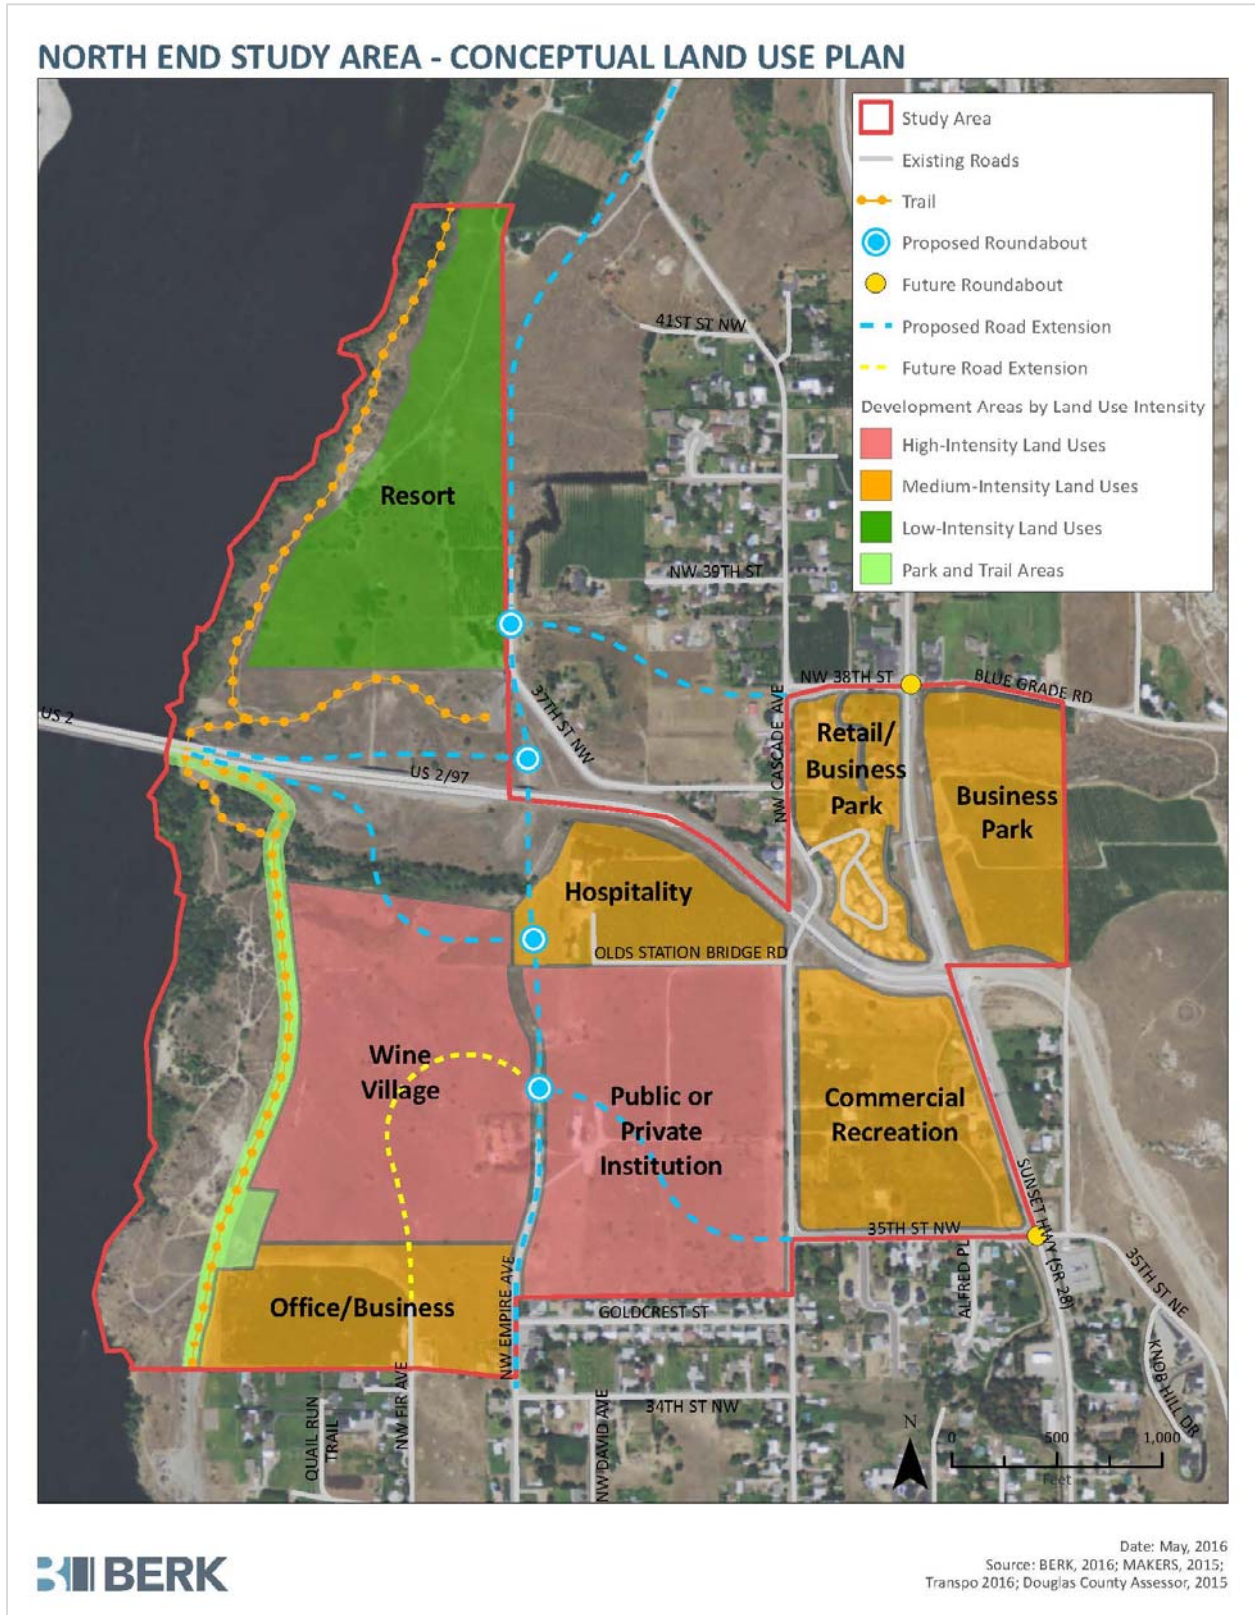 NORTH END STUDY AREA - CONCEPTUAL LAND USE PLAN
Study Area
Existing Roads
Trail
Proposed Roundabout
Future Roundabout
Proposed Road Extension
Future Road Extension
Development Areas by Land Use Intensity
High-Intensity Land Uses
Medium-Intensity Land Uses
Low-Intensity Land Uses
Park and Trail Areas
41ST ST NW
Resort
NW 39TH ST
NW 38TH ST
BLUE GRADE RD
37TH ST NW
NW CASCADE AVE
US 2
US 2/97
Retail/
Business
Park
Business
Park
Hospitality
OLDS STATION BRIDGE RD
Wine
Village
Public or
Private
Institution
Commercial
Recreation
35TH ST NW
SUNSET HWY (SR 28)
35TH ST NE
ALFRED PL
KNOB HILL DR
Office/Business
NW EMPIRE AVE
GOLDCREST ST
34TH ST NW
QUAIL RUN
TRAIL
NW FIR AVE
NW DAVID AVE
N
0 500 1,000
Feet
BERK
Date: May, 2016
Source: BERK, 2016; MAKERS, 2015;
Transpo 2016; Douglas County Assessor, 2015